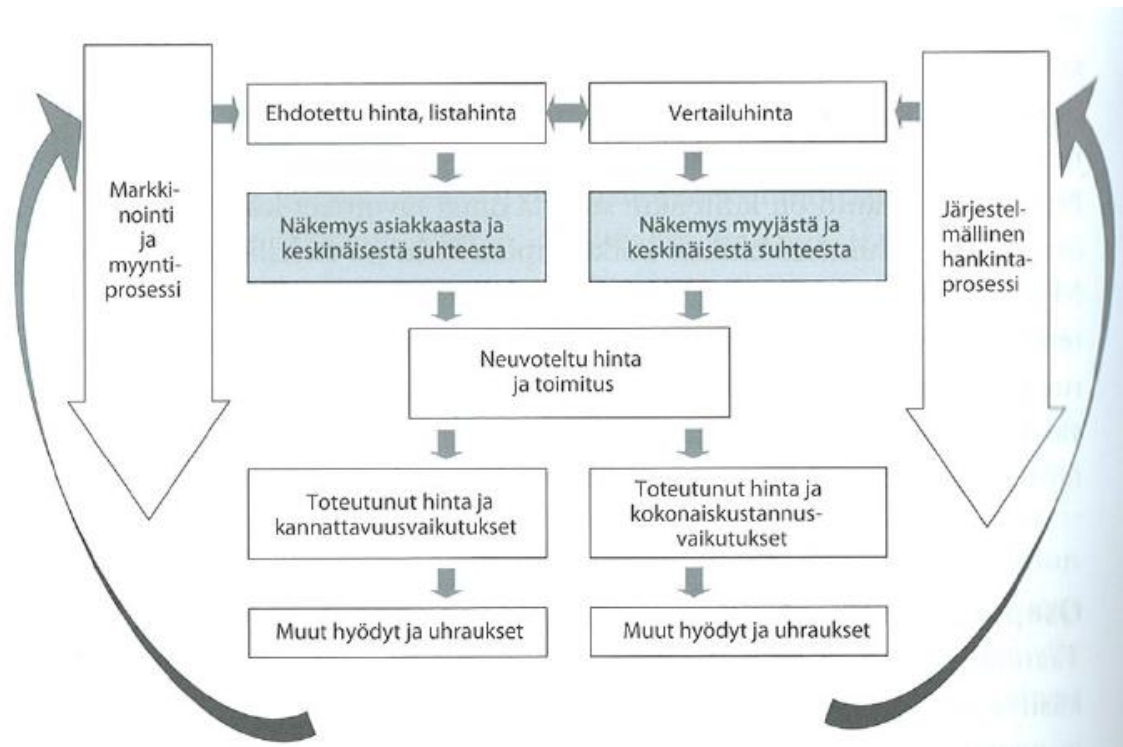 Ehdotettu hinta, listahinta
Vertailuhinta
Markki-
nointi
ja
myynti-
prosessi
Näkemys asiakkaasta ja
keskinäisestä suhteesta
Näkemys myyjästä ja
keskinäisestä suhteesta
Järjestel-
mällinen
hankinta-
prosessi
Neuvoteltu hinta
ja toimitus
Toteutunut hinta ja
kannattavuusvaikutukset
Toteutunut hinta ja
kokonaiskustannus-
vaikutukset
Muut hyödyt ja uhraukset
Muut hyödyt ja uhraukset